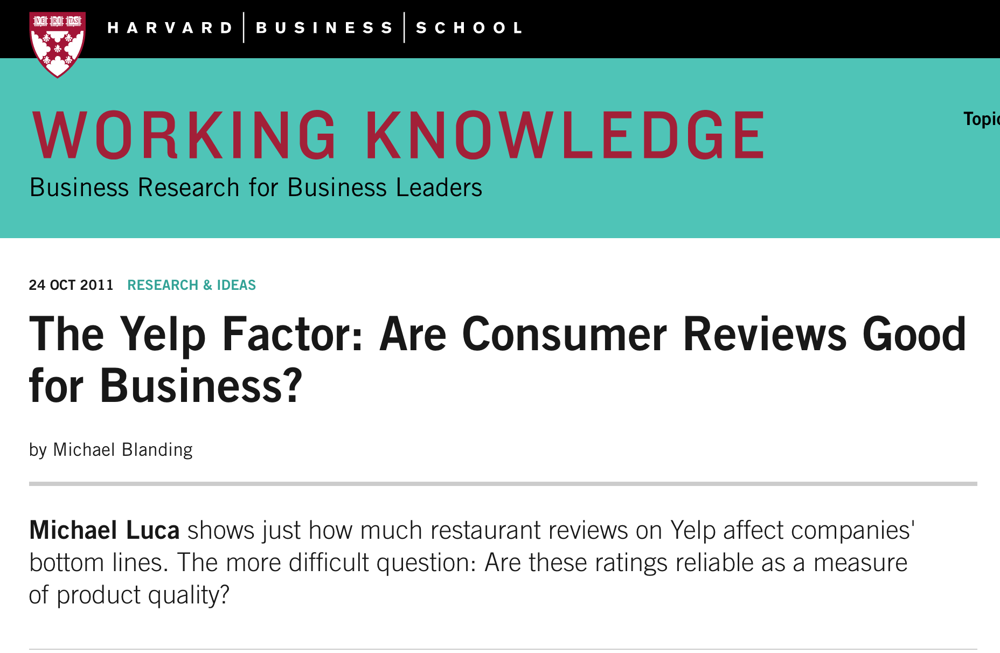 VE RI TAS
HARVARD | BUSINESS | SCHOOL
WORKING KNOWLEDGE
Business Research for Business Leaders
Topic
24 OCT 2011 RESEARCH & IDEAS
The Yelp Factor: Are Consumer Reviews Good
for Business?
by Michael Blanding
Michael Luca shows just how much restaurant reviews on Yelp affect companies'
bottom lines. The more difficult question: Are these ratings reliable as a measure
of product quality?